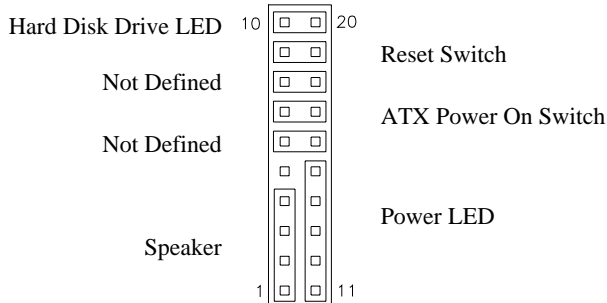 Hard Disk Drive LED 10 20
Reset Switch
Not Defined
ATX Power On Switch
Not Defined
Power LED
Speaker
1 11